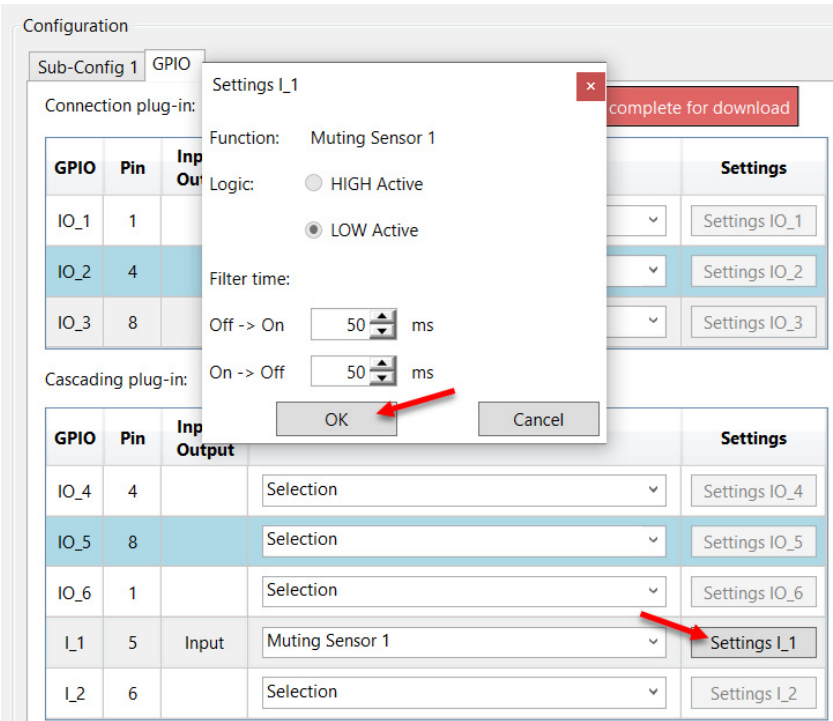 Configuration
Sub-Config 1 GPIO
Connection plug-in: complete for download
GPIO Pin Inp Out Settings
IO_1 1 Settings IO_1
IO_2 4 Settings IO_2
IO_3 8 Settings IO_3
Settings I_1 ×
Function: Muting Sensor 1
Logic: HIGH Active
LOW Active
Filter time:
Off -> On 50 ms
On -> Off 50 ms
OK Cancel
Cascading plug-in:
GPIO Pin Inp Output Settings
IO_4 4 Selection Settings IO_4
IO_5 8 Selection Settings IO_5
IO_6 1 Selection Settings IO_6
I_1 5 Input Muting Sensor 1 Settings I_1
I_2 6 Selection Settings I_2